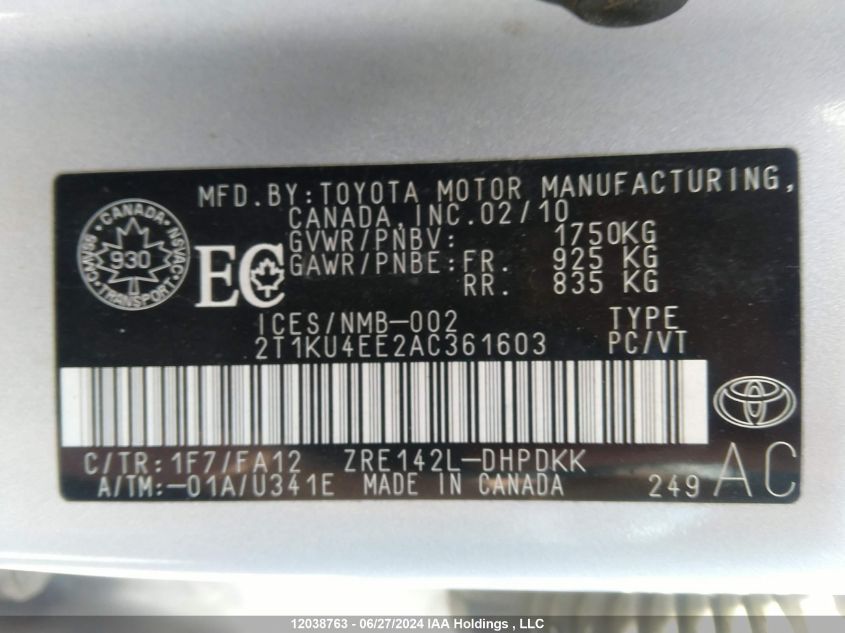 MFD.BY:TOYOTA MOTOR MANUFACTURING,
CANADA,INC.02/10
GVWR/PNBV: 1750KG
GAWR/PNBE:FR. 925 KG
RR. 835 KG
CANADA
CMVSS 930 NSVAC
TRANSPORT
EC
ICES/NMB-002 TYPE
2T1KU4EE2AC361603 PC/VT
C/TR:1F7/FA12 ZRE142L-DHPDKK
A/TM:-01A/U341E MADE IN CANADA 249 AC
12038763 - 06/27/2024 IAA Holdings , LLC